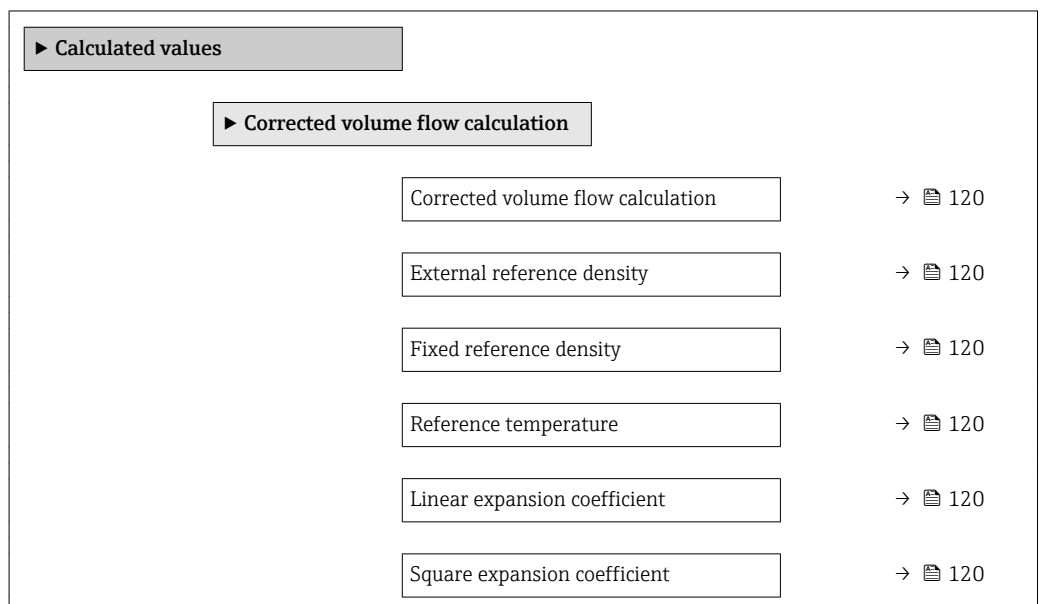 ▶ Calculated values
▶ Corrected volume flow calculation
Corrected volume flow calculation → 120
External reference density → 120
Fixed reference density → 120
Reference temperature → 120
Linear expansion coefficient → 120
Square expansion coefficient → 120